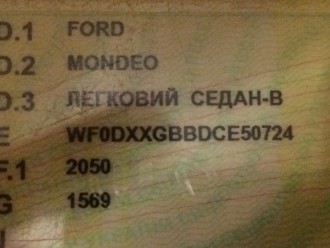 D.1 FORD
D.2 MONDEO
D.3 ЛЕГКОВИЙ СЕДАН-В
E WF0DXXGBBDCE50724
F.1 2050
G 1569